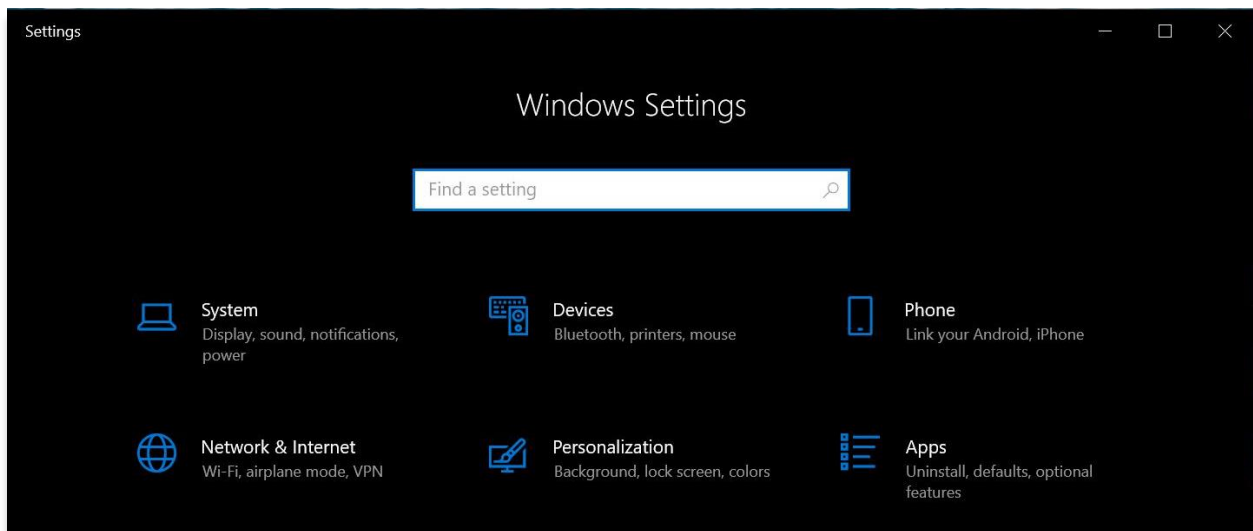 Settings
Windows Settings
Find a setting
System
Display, sound, notifications,
power
Devices
Bluetooth, printers, mouse
Phone
Link your Android, iPhone
Network & Internet
Wi-Fi, airplane mode, VPN
Personalization
Background, lock screen, colors
Apps
Uninstall, defaults, optional
features